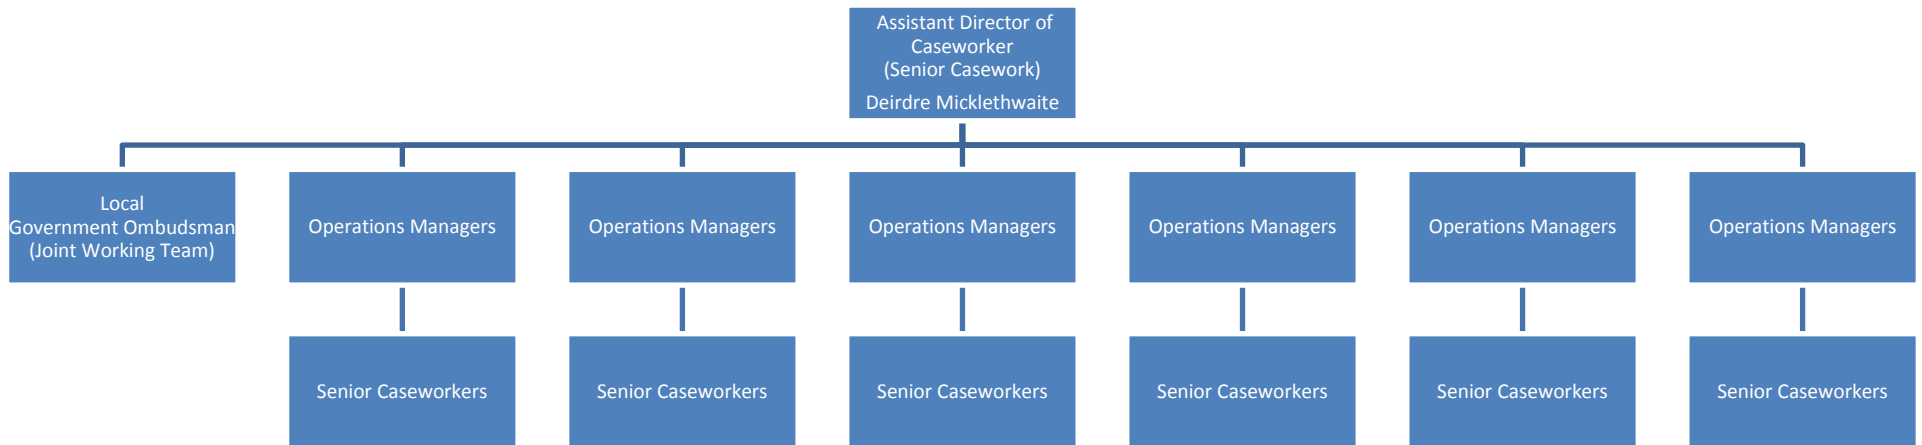 Assistant Director of
Caseworker
(Senior Casework)
Deirdre Micklethwaite
Local
Government Ombudsman
(Joint Working Team)
Operations Managers
Operations Managers
Operations Managers
Operations Managers
Operations Managers
Operations Managers
Senior Caseworkers
Senior Caseworkers
Senior Caseworkers
Senior Caseworkers
Senior Caseworkers
Senior Caseworkers